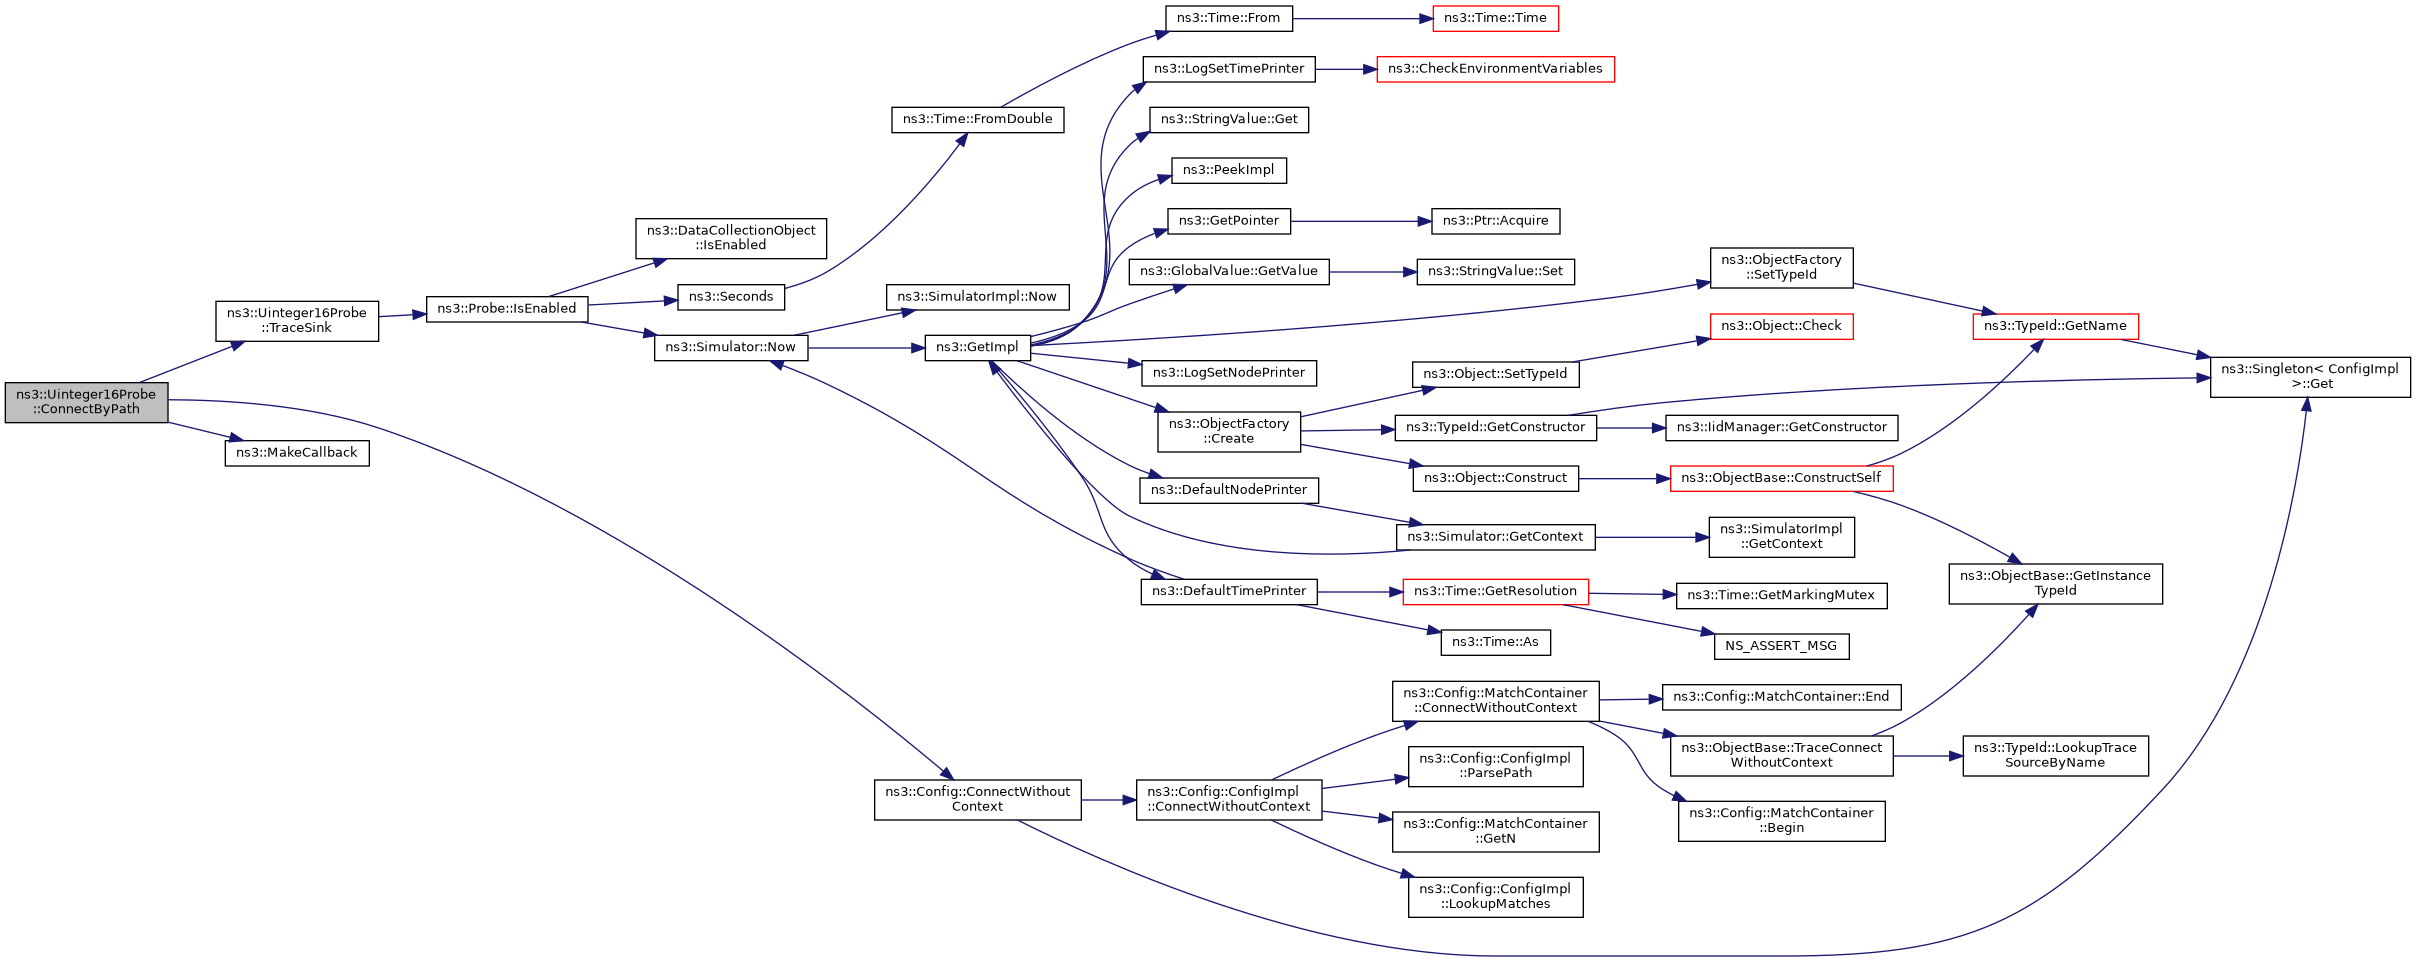 ns3::Uinteger16Probe
::ConnectByPath
ns3::Uinteger16Probe
::TraceSink
ns3::MakeCallback
ns3::Probe::IsEnabled
ns3::DataCollectionObject
::IsEnabled
ns3::Seconds
ns3::Simulator::Now
ns3::Time::FromDouble
ns3::SimulatorImpl::Now
ns3::GetImpl
ns3::Config::ConnectWithout
Context
ns3::Time::From
ns3::Time::Time
ns3::LogSetTimePrinter
ns3::CheckEnvironmentVariables
ns3::StringValue::Get
ns3::PeekImpl
ns3::GetPointer
ns3::Ptr::Acquire
ns3::GlobalValue::GetValue
ns3::StringValue::Set
ns3::LogSetNodePrinter
ns3::ObjectFactory
::Create
ns3::DefaultNodePrinter
ns3::DefaultTimePrinter
ns3::Config::ConfigImpl
::ConnectWithoutContext
ns3::Object::SetTypeId
ns3::TypeId::GetConstructor
ns3::Object::Construct
ns3::Simulator::GetContext
ns3::Time::GetResolution
ns3::Time::As
ns3::Config::MatchContainer
::ConnectWithoutContext
ns3::Config::ConfigImpl
::ParsePath
ns3::Config::MatchContainer
::GetN
ns3::Config::ConfigImpl
::LookupMatches
ns3::ObjectFactory
::SetTypeId
ns3::Object::Check
ns3::IidManager::GetConstructor
ns3::ObjectBase::ConstructSelf
ns3::SimulatorImpl
::GetContext
ns3::Time::GetMarkingMutex
NS_ASSERT_MSG
ns3::Config::MatchContainer::End
ns3::ObjectBase::TraceConnect
WithoutContext
ns3::Config::MatchContainer
::Begin
ns3::TypeId::GetName
ns3::ObjectBase::GetInstance
TypeId
ns3::TypeId::LookupTrace
SourceByName
ns3::Singleton< ConfigImpl
>::Get